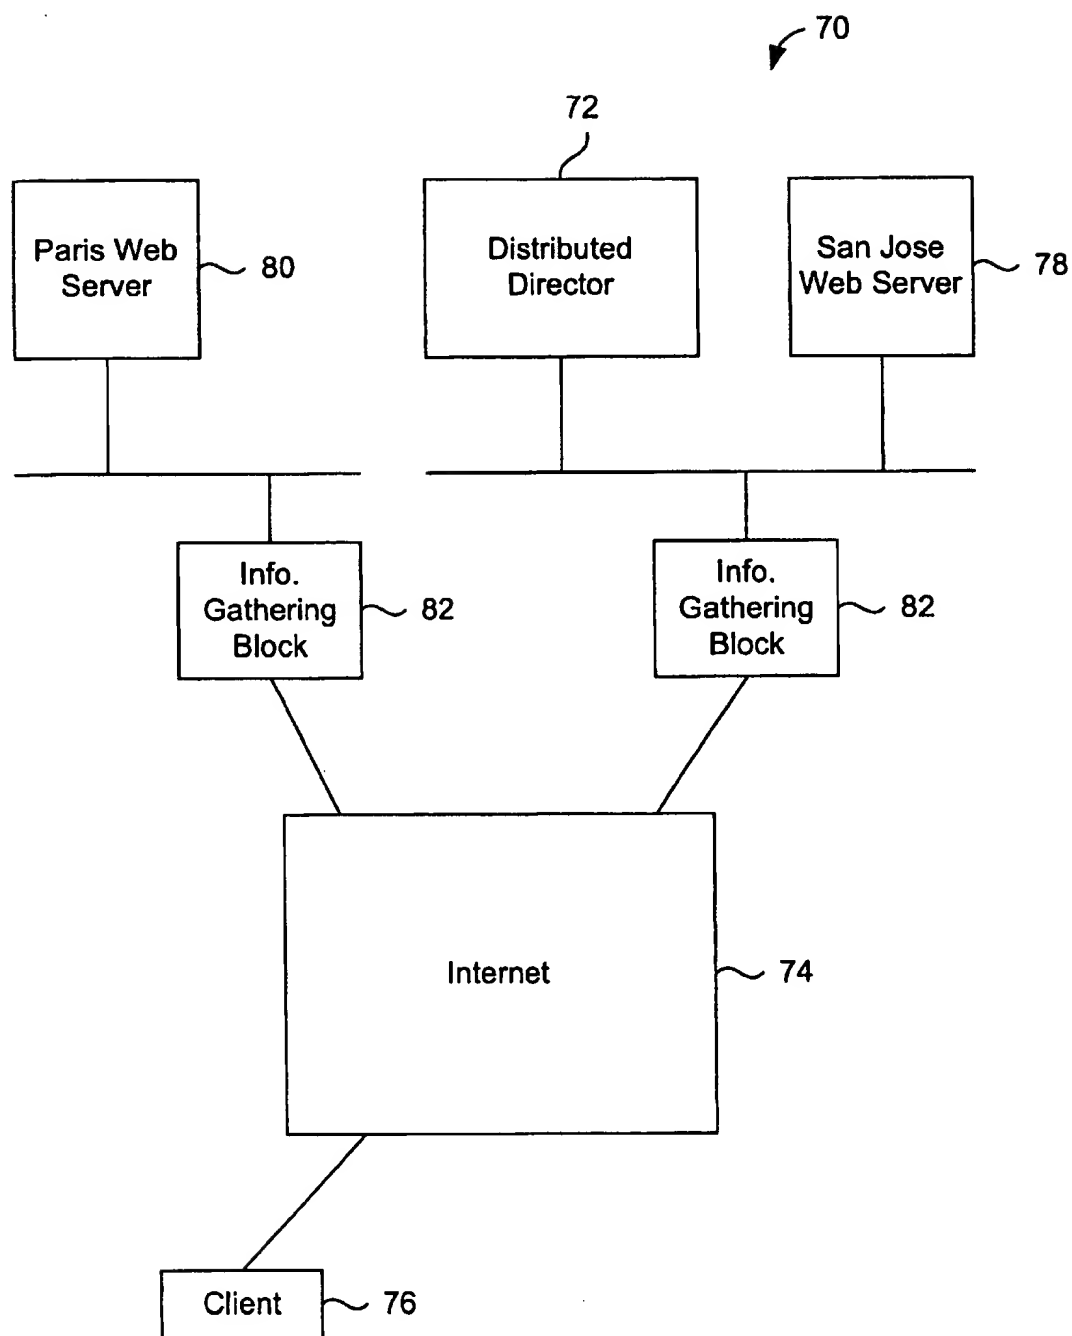 70
72
Paris Web
Server
80
Distributed
Director
San Jose
Web Server
78
Info.
Gathering
Block
82
Info.
Gathering
Block
82
Internet
74
Client
76